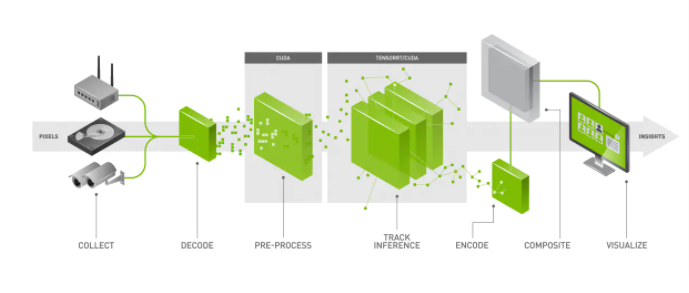 CUDA
TENSORRT/CUDA
PIXELS
INSIGHTS
COLLECT
DECODE
PRE-PROCESS
TRACK
INFERENCE
ENCODE
COMPOSITE
VISUALIZE